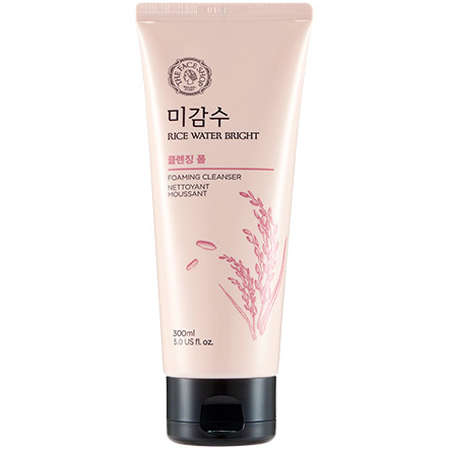 THE FACE SHOP
미감수
RICE WATER BRIGHT
클렌징 폼
FOAMING CLEANSER
NETTOYANT
MOUSSANT
300ml
5.0 US fl. oz.